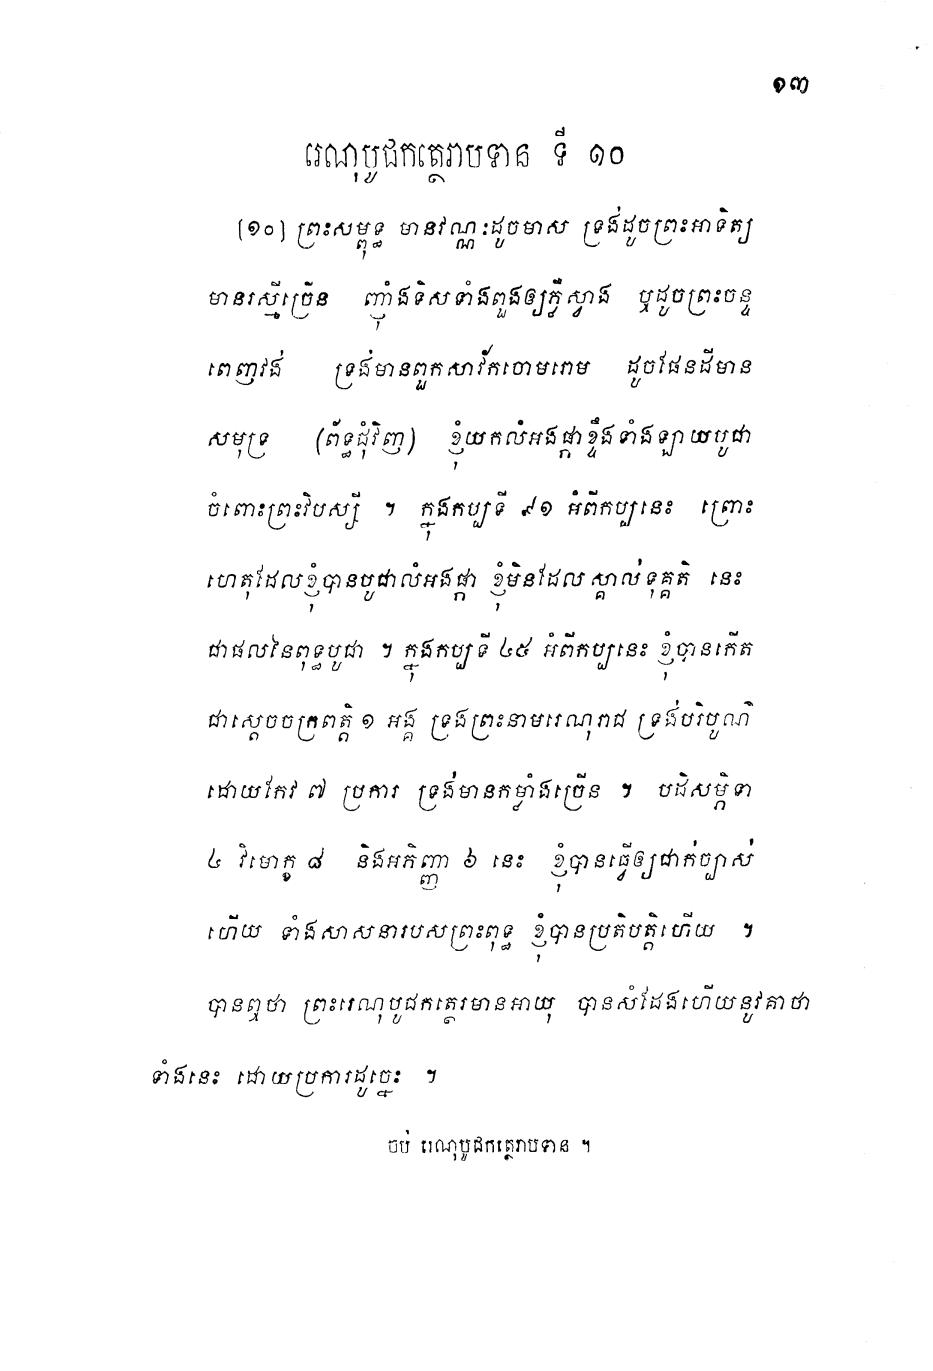 ១៣
រេណុបូជកត្ថេរាបទាន ទី ១០
(១០) ព្រះសម្ពុទ្ធ មានវណ្ណៈដូចមាស ទ្រង់ដូចព្រះអាទិត្យ
មានរស្មីច្រើន ញ៉ាំងទិសទាំងពួងឲ្យភ្លឺស្វាង ឬដូចព្រះចន្ទ
ពេញវង់ ទ្រង់មានពួកសាវ័កចោមរោម ដូចផែនដីមាន
សមុទ្រ (ព័ទ្ធជុំវិញ) ខ្ញុំយកលំអងផ្កាខ្ទឹងទាំងឡាយបូជា
ចំពោះព្រះវិបស្សី ។ ក្នុងកប្បទី ៩១ អំពីកប្បនេះ ព្រោះ
ហេតុដែលខ្ញុំបានបូជាលំអងផ្កា ខ្ញុំមិនដែលស្គាល់ទុគ្គតិ នេះ
ជាផលនៃពុទ្ធបូជា ។ ក្នុងកប្បទី ៤៥ អំពីកប្បនេះ ខ្ញុំបានកើត
ជាស្តេចចក្រពត្តិ ១ អង្គ ទ្រង់ព្រះនាមរេណុរាជ ទ្រង់បរិបូណ៌
ដោយកែវ ៧ ប្រការ ទ្រង់មានកម្លាំងច្រើន ។ បដិសម្ភិទា
៤ វិមោក្ខ ៨ និងអភិញ្ញា ៦ នេះ ខ្ញុំបានធ្វើឲ្យជាក់ច្បាស់
ហើយ ទាំងសាសនារបសព្រះពុទ្ធ ខ្ញុំបានប្រតិបត្តិហើយ ។
បានឮថា ព្រះរេណុបូជកត្ថេរមានអាយុ បានសំដែងហើយនូវគាថា
ទាំងនេះ ដោយប្រការដូច្នេះ ។
ចប់ រេណុបូជកត្ថេរាបទាន ។